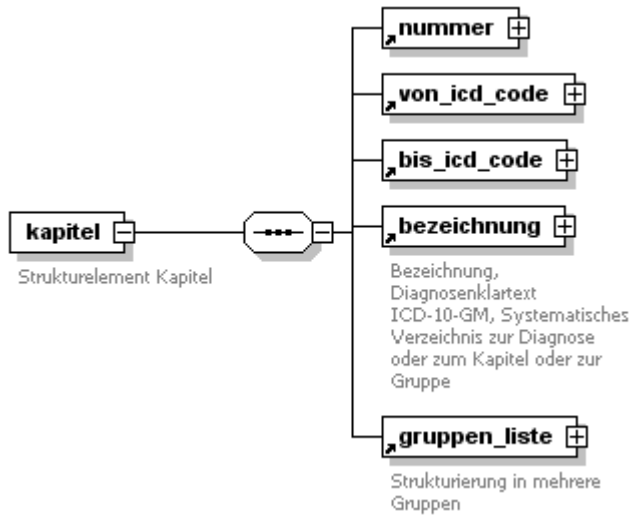 nummer
von_icd_code
bis_icd_code
kapitel
Strukturelement Kapitel
bezeichnung
Bezeichnung,
Diagnosenklartext
ICD-10-GM, Systematisches
Verzeichnis zur Diagnose
oder zum Kapitel oder zur
Gruppe
gruppen_liste
Strukturierung in mehrere
Gruppen